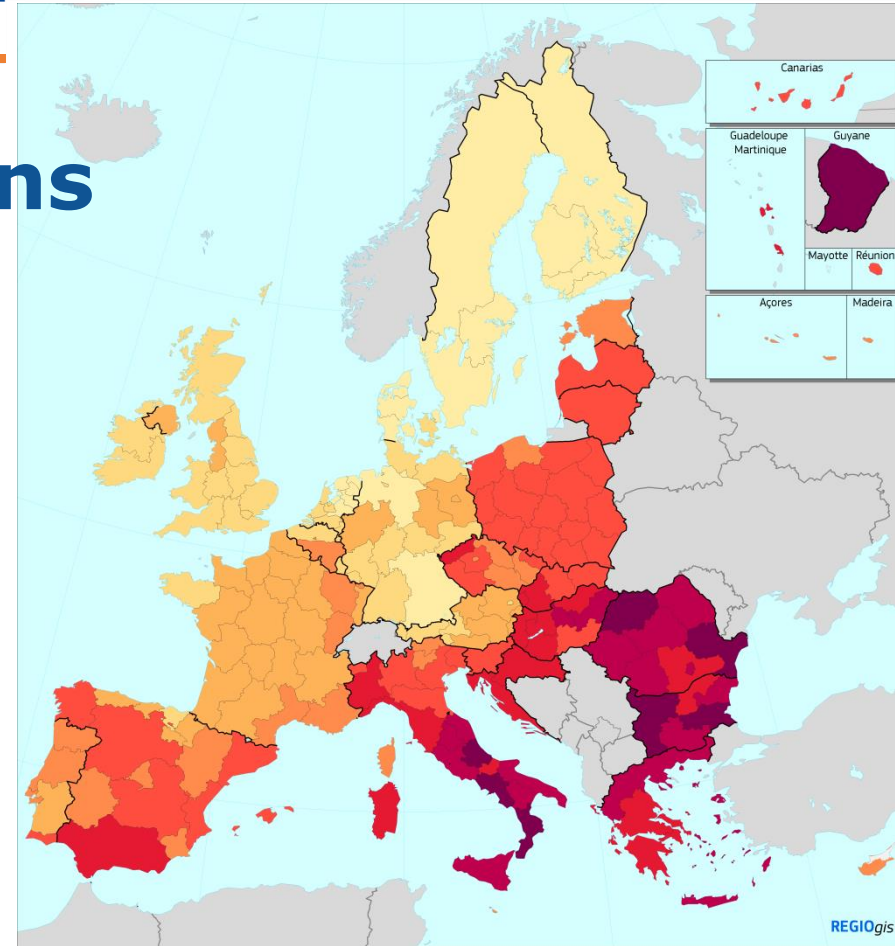 ns
Canarias
Guadeloupe
Martinique
Guyane
Mayotte
Réunion
Açores
Madeira
REGIOgis